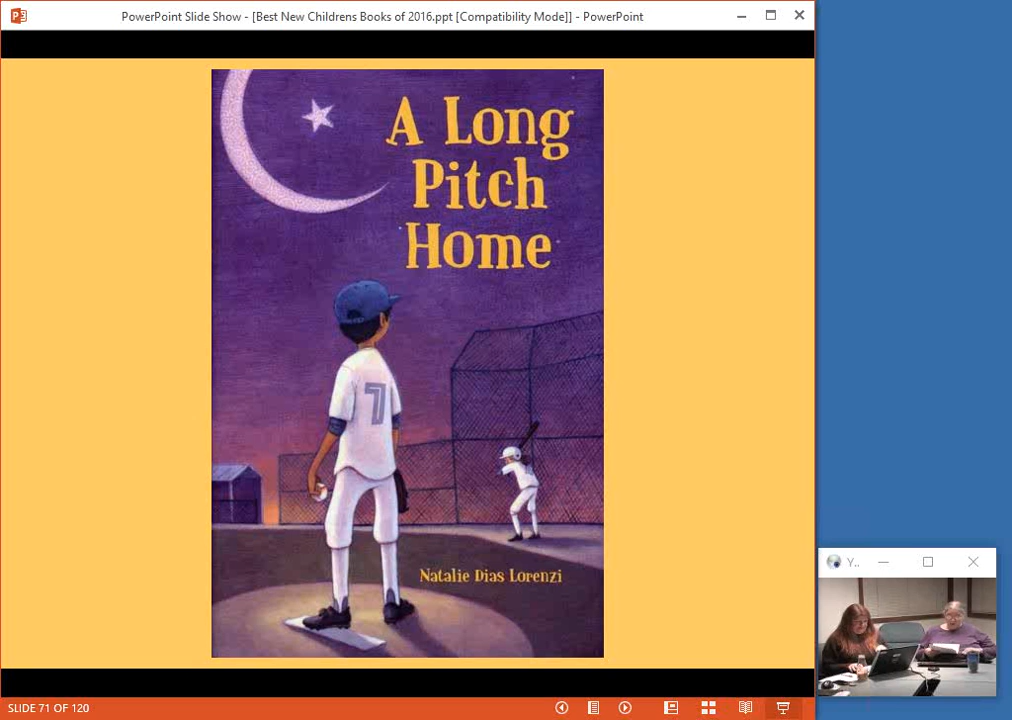 PowerPoint Slide Show - [Best New Childrens Books of 2016.ppt [Compatibility Mode]] - PowerPoint
A Long
Pitch
Home
7
Natalie Dias Lorenzi
Y..
SLIDE 71 OF 120